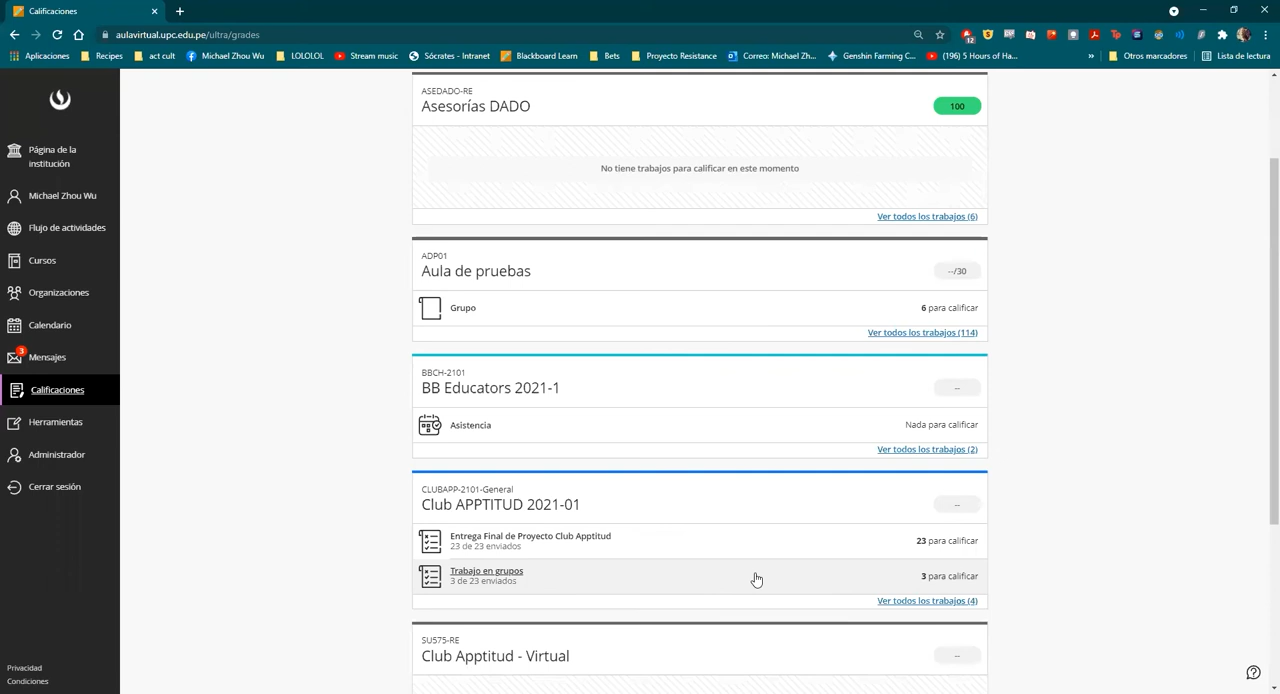 Calificaciones
aulavirtual.upc.edu.pe/ultra/grades
12
Aplicaciones
Recipes
act cult
Michael Zhou Wu
LOLOLOL
Stream music
Sócrates - Intranet
Blackboard Learn
Bets
Proyecto Resistance
Correo: Michael Zh...
Genshin Farming C...
(196) 5 Hours of Ha...
»
Otros marcadores
Lista de lectura
Página de la
institución
Michael Zhou Wu
Flujo de actividades
Cursos
Organizaciones
Calendario
3
Mensajes
Calificaciones
Herramientas
Administrador
Cerrar sesión
Privacidad
Condiciones
ASEDADO-RE
Asesorías DADO
100
No tiene trabajos para calificar en este momento
Ver todos los trabajos (6)
ADP01
Aula de pruebas
--/30
Grupo
6 para calificar
Ver todos los trabajos (114)
BBCH-2101
BB Educators 2021-1
--
Asistencia
Nada para calificar
Ver todos los trabajos (2)
CLUBAPP-2101-General
Club APPTITUD 2021-01
--
Entrega Final de Proyecto Club Apptitud
23 de 23 enviados
23 para calificar
Trabajo en grupos
3 de 23 enviados
3 para calificar
Ver todos los trabajos (4)
SU575-RE
Club Apptitud - Virtual
--